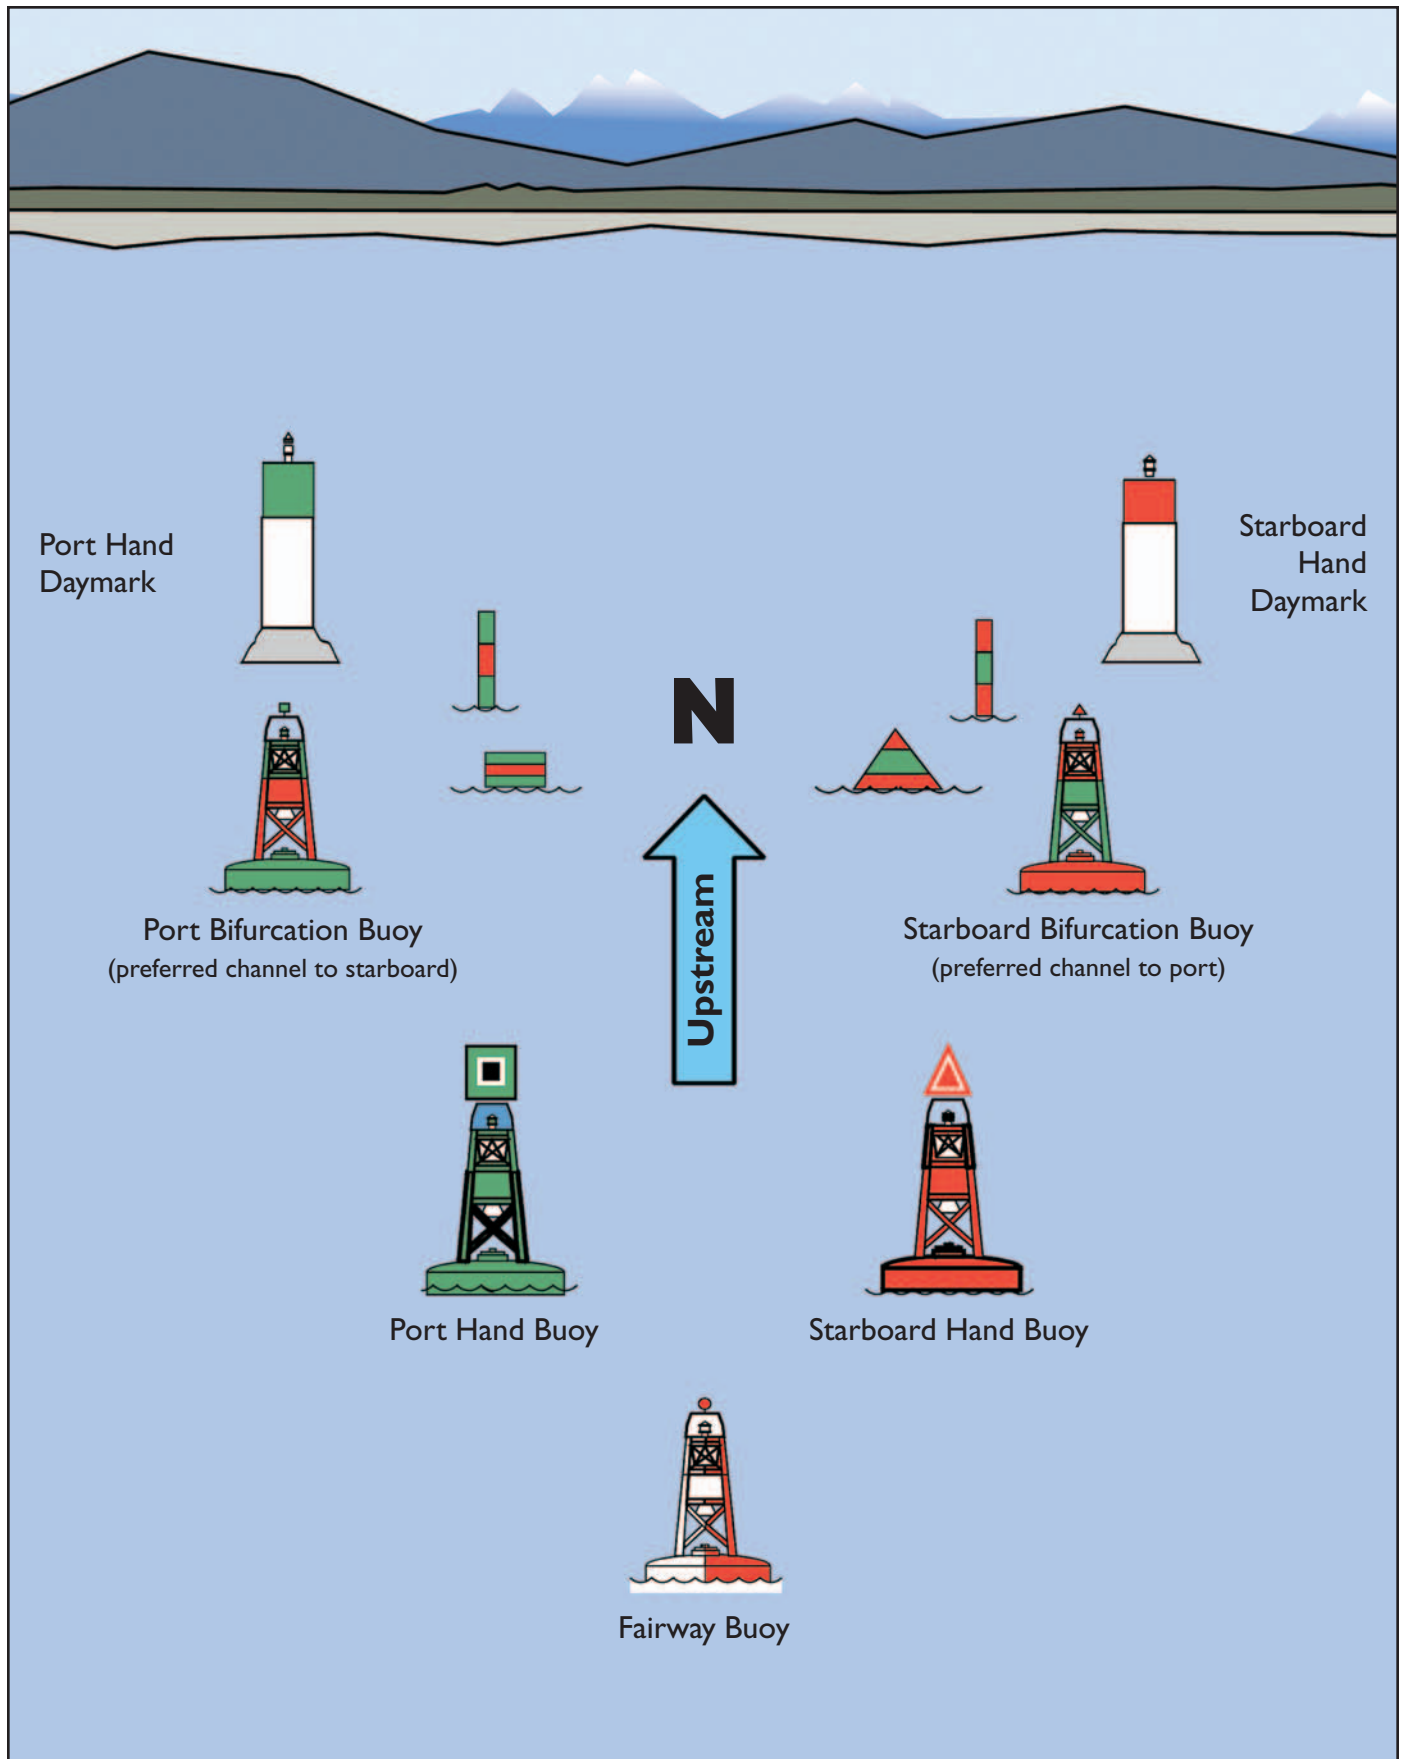 Port Hand
Daymark
Starboard
Hand
Daymark
N
Upstream
Port Bifurcation Buoy
(preferred channel to starboard)
Starboard Bifurcation Buoy
(preferred channel to port)
Port Hand Buoy
Starboard Hand Buoy
Fairway Buoy